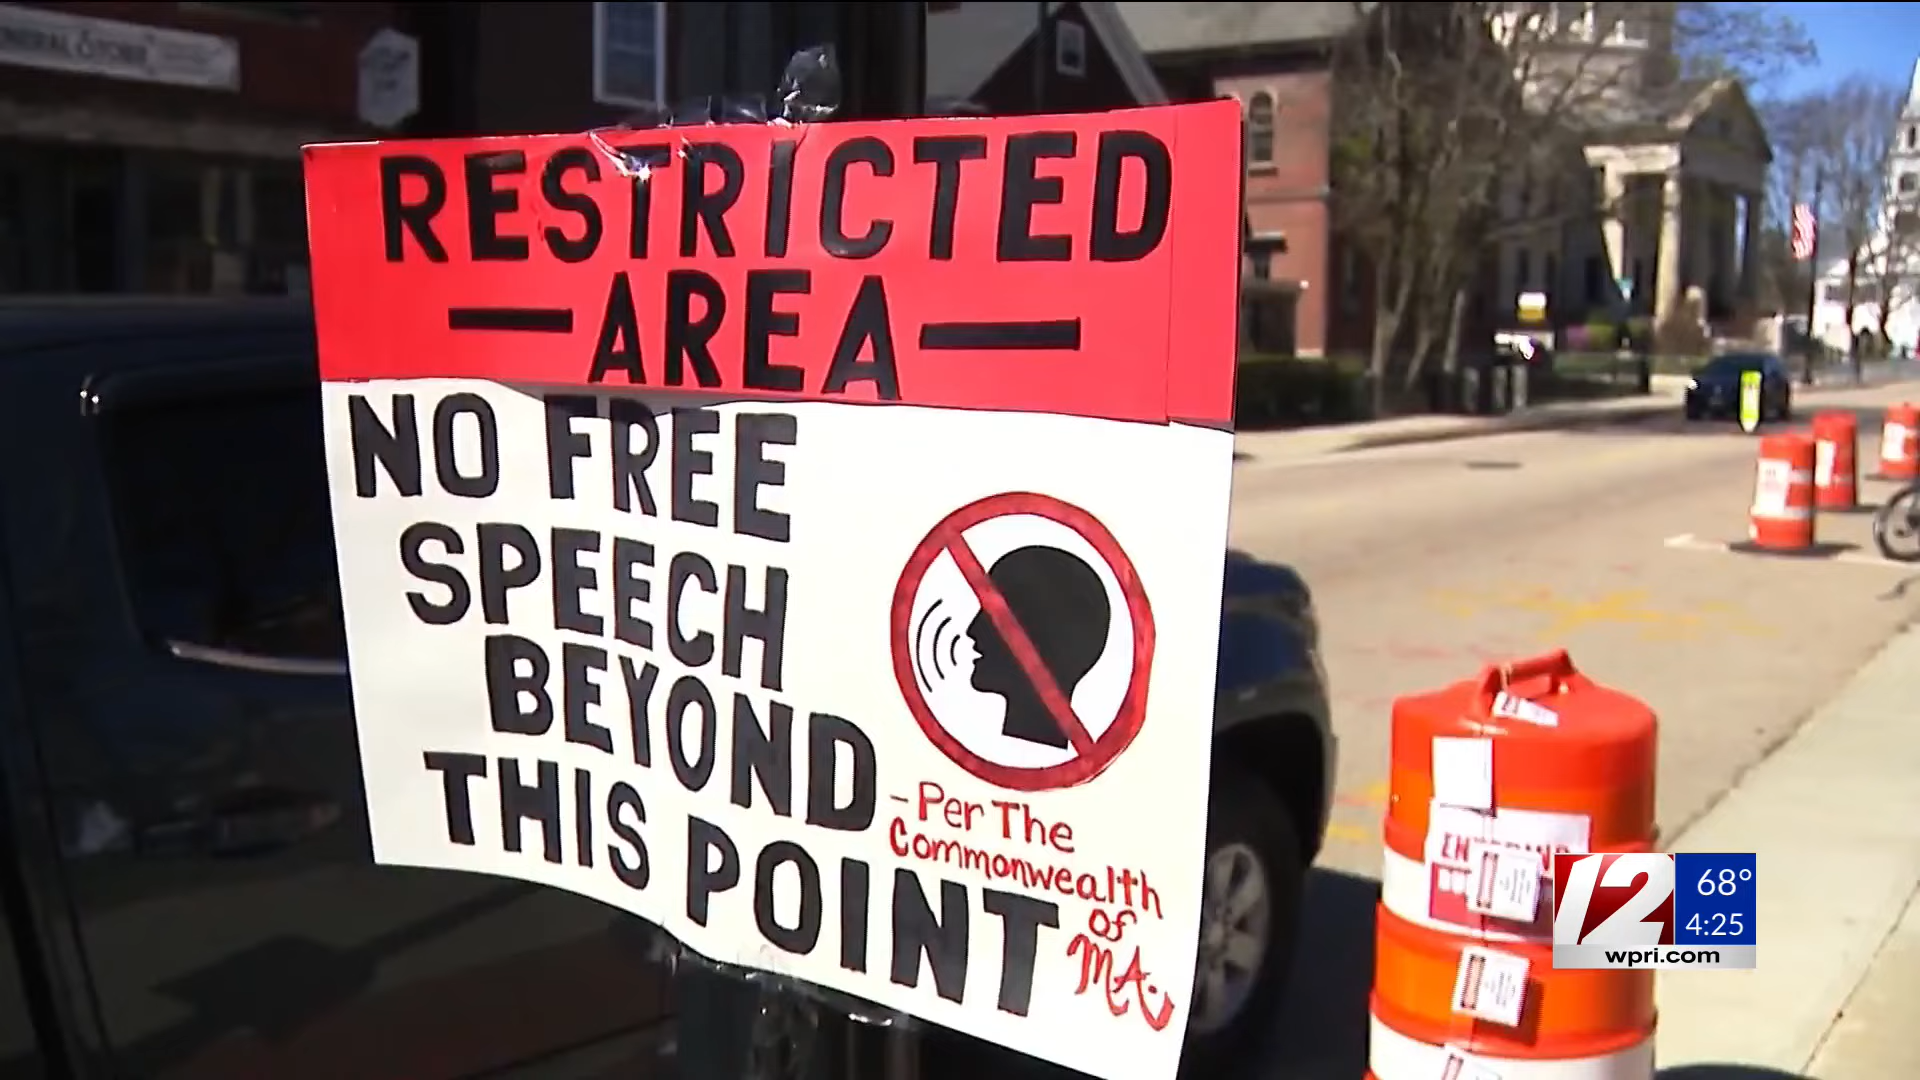 RESTRICTED
— AREA —
NO FREE
SPEECH
BEYOND
THIS POINT
- Per The
Commonwealth
of
MA.
12
68°
4:25
wpri.com